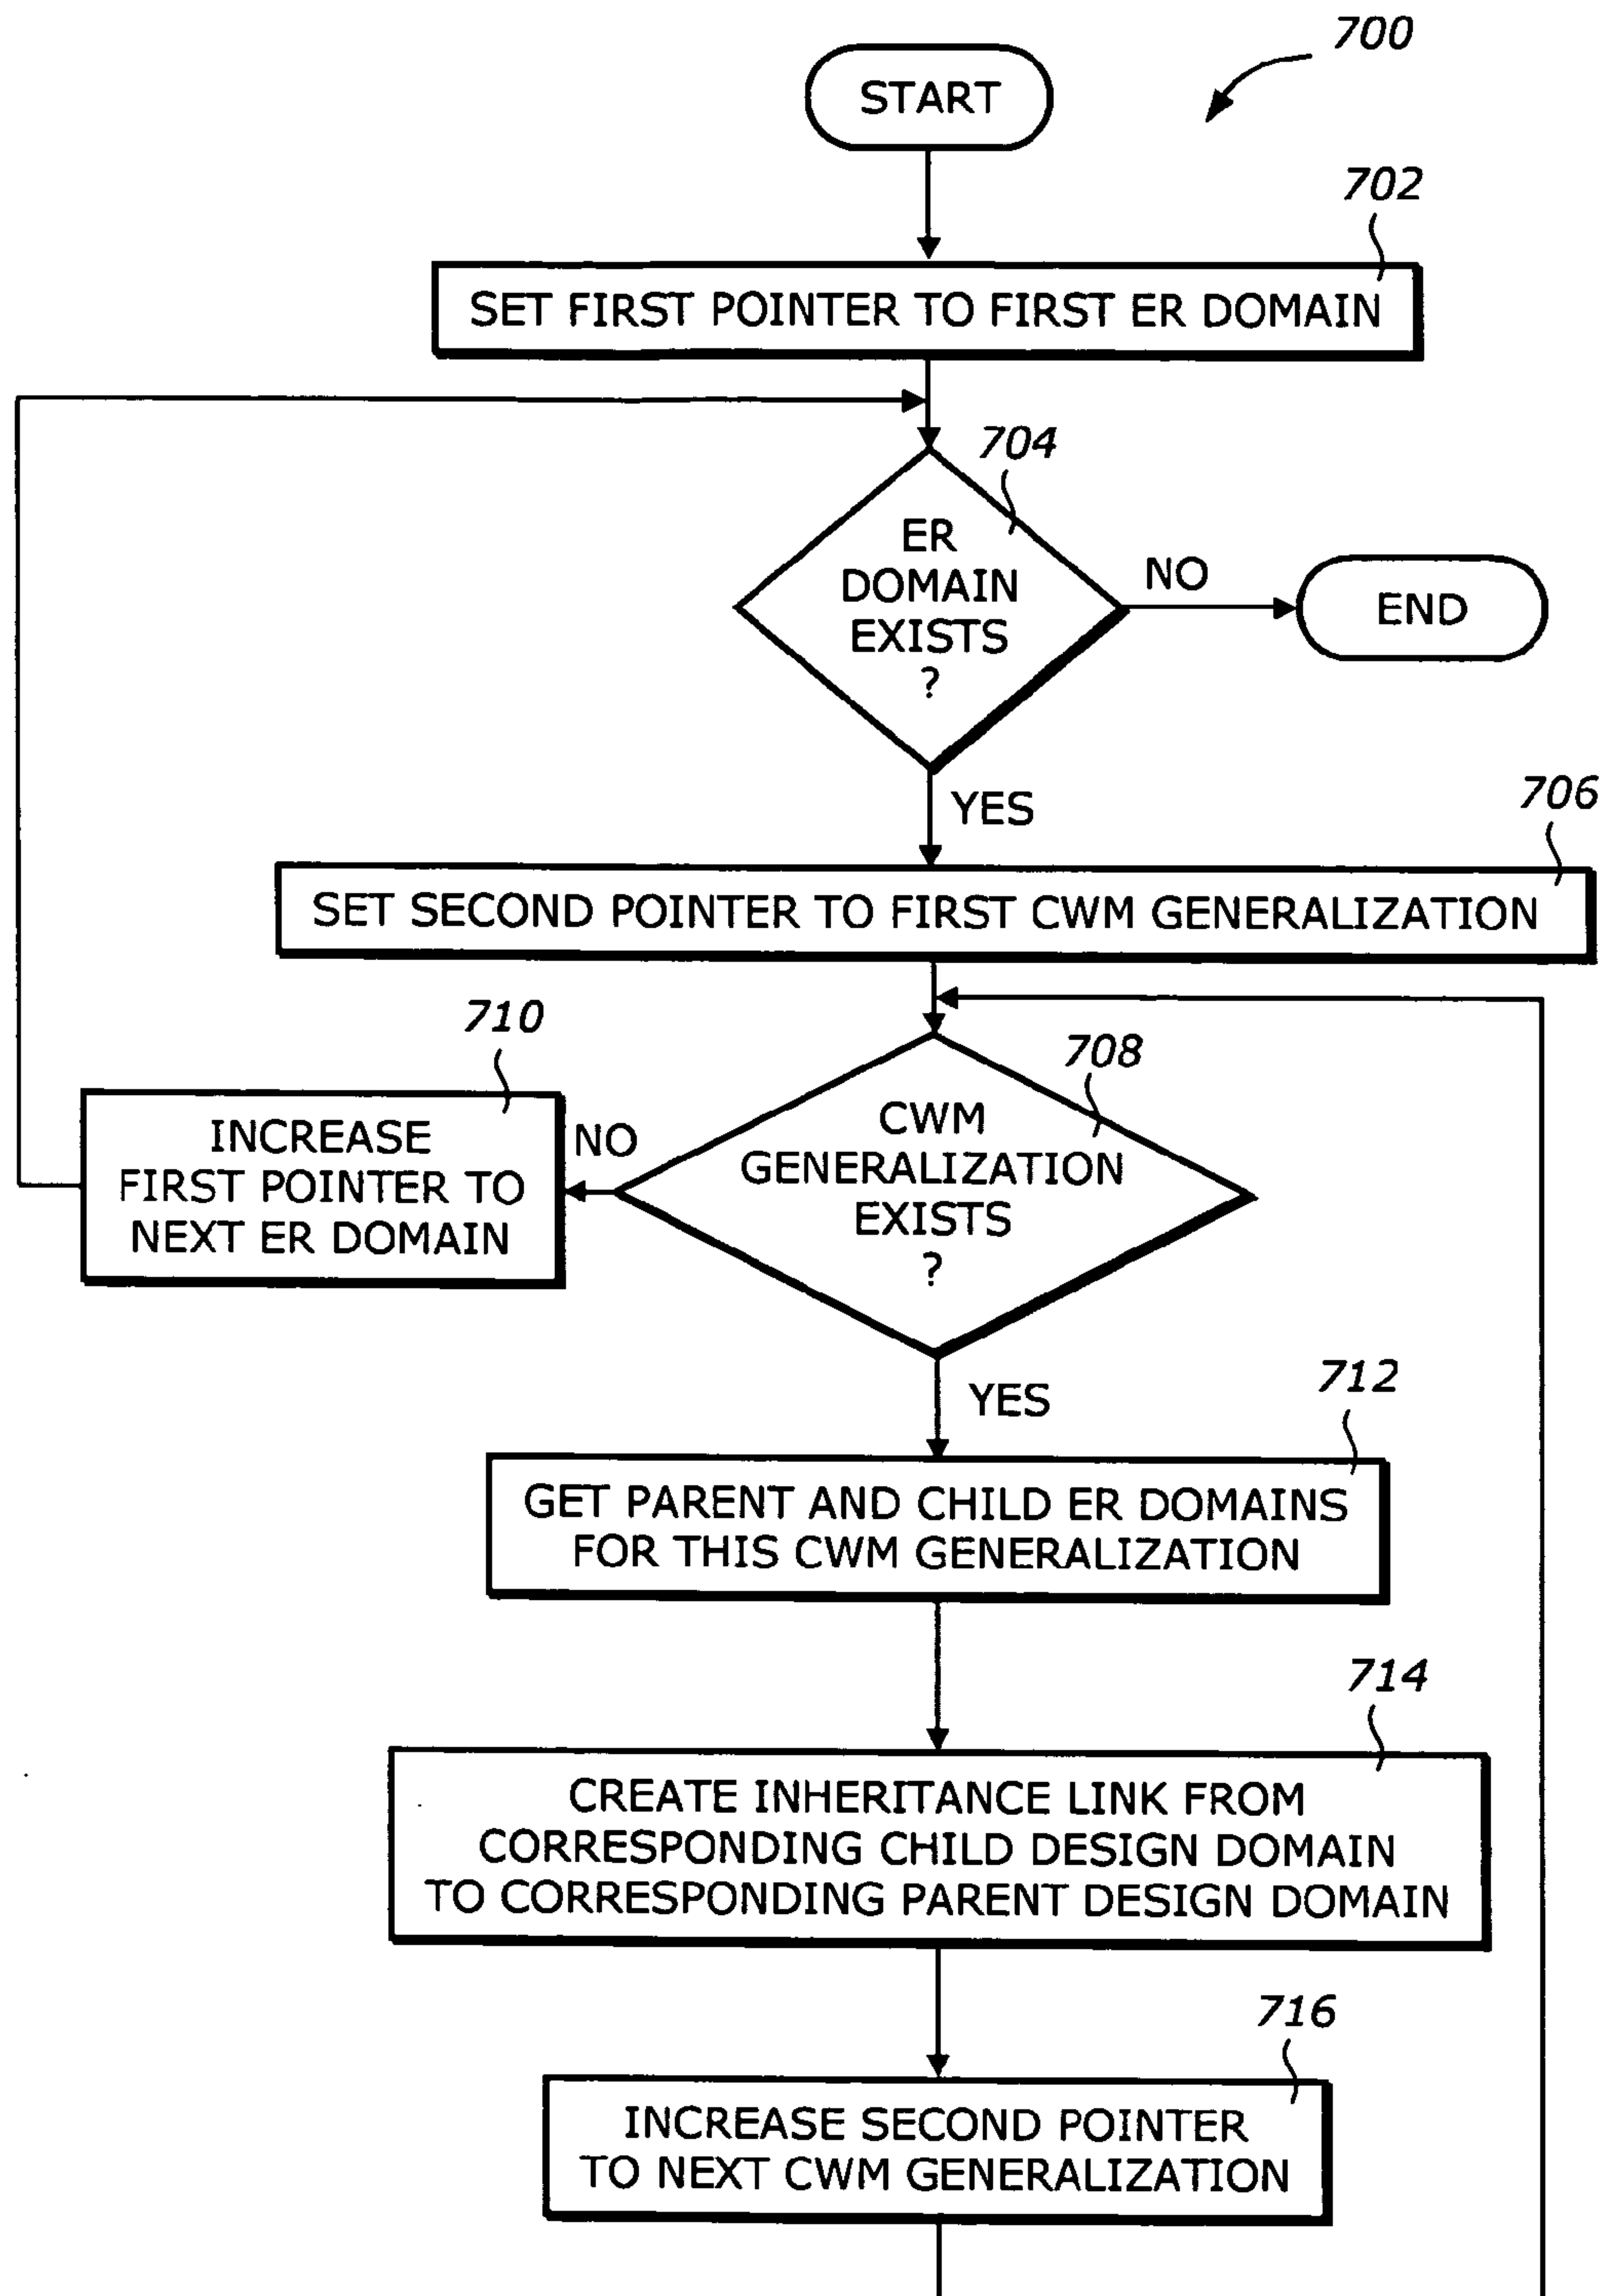 700
START
702
SET FIRST POINTER TO FIRST ER DOMAIN
704
ER
DOMAIN
EXISTS
?
NO
END
YES
706
SET SECOND POINTER TO FIRST CWM GENERALIZATION
710
INCREASE
FIRST POINTER TO
NEXT ER DOMAIN
NO
708
CWM
GENERALIZATION
EXISTS
?
YES
712
GET PARENT AND CHILD ER DOMAINS
FOR THIS CWM GENERALIZATION
714
CREATE INHERITANCE LINK FROM
CORRESPONDING CHILD DESIGN DOMAIN
TO CORRESPONDING PARENT DESIGN DOMAIN
716
INCREASE SECOND POINTER
TO NEXT CWM GENERALIZATION